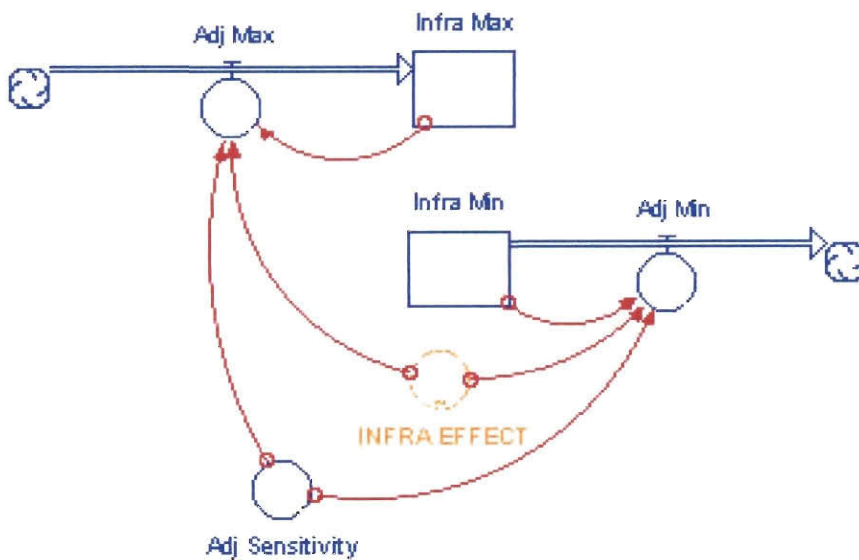 Infra Max
Adj Max
Infra Min
Adj Min
INFRA EFFECT
Adj Sensitivity